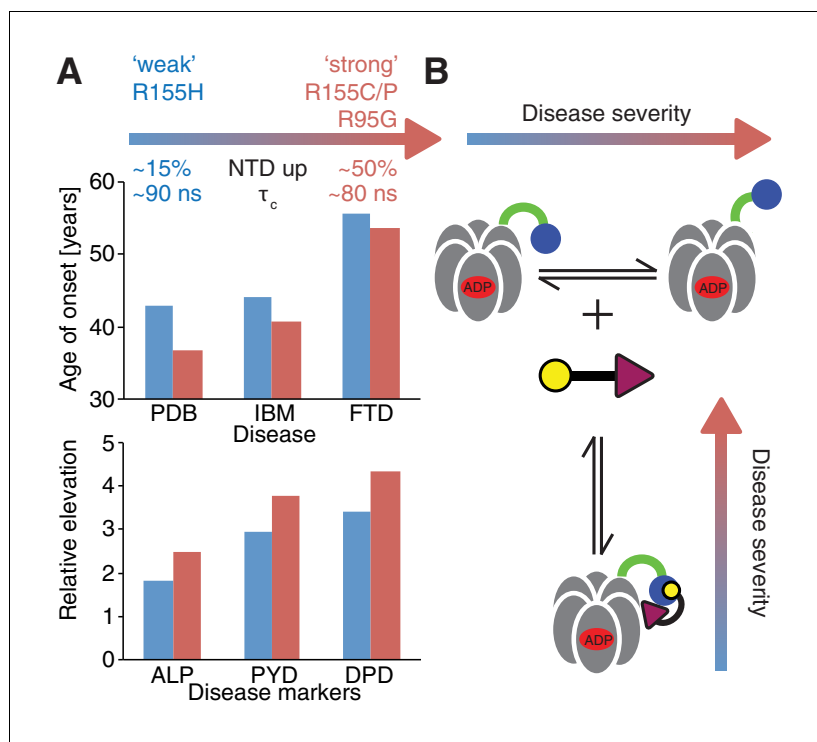 A
'weak'
R155H
'strong'
R155C/P
R95G
~15%
~90 ns
NTD up
τc
~50%
~80 ns
Age of onset [years]
60
50
40
30
PDB
IBM
FTD
Disease
Relative elevation
5
4
3
2
1
0
ALP
PYD
DPD
Disease markers
B
Disease severity
ADP
ADP
+
Disease severity
ADP